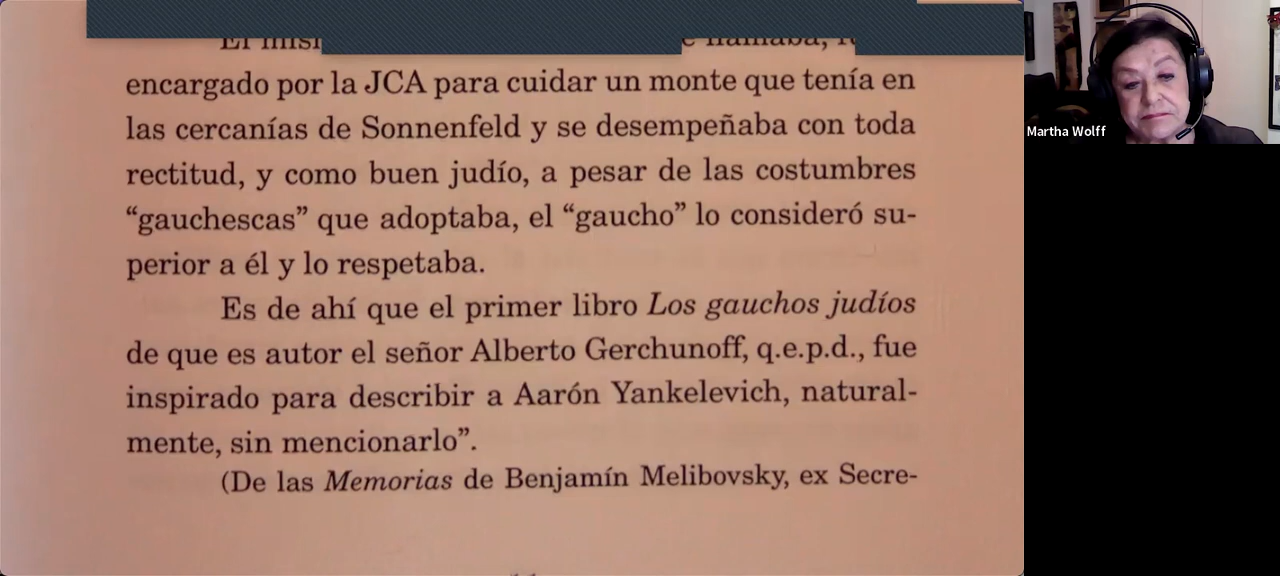 encargado por la JCA para cuidar un monte que tenía en
las cercanías de Sonnenfeld y se desempeñaba con toda
rectitud, y como buen judío, a pesar de las costumbres
“gauchescas” que adoptaba, el “gaucho” lo consideró su-
perior a él y lo respetaba.
Es de ahí que el primer libro Los gauchos judíos
de que es autor el señor Alberto Gerchunoff, q.e.p.d., fue
inspirado para describir a Aarón Yankelevich, natural-
mente, sin mencionarlo”.
(De las Memorias de Benjamín Melibovsky, ex Secre-
Martha Wolff